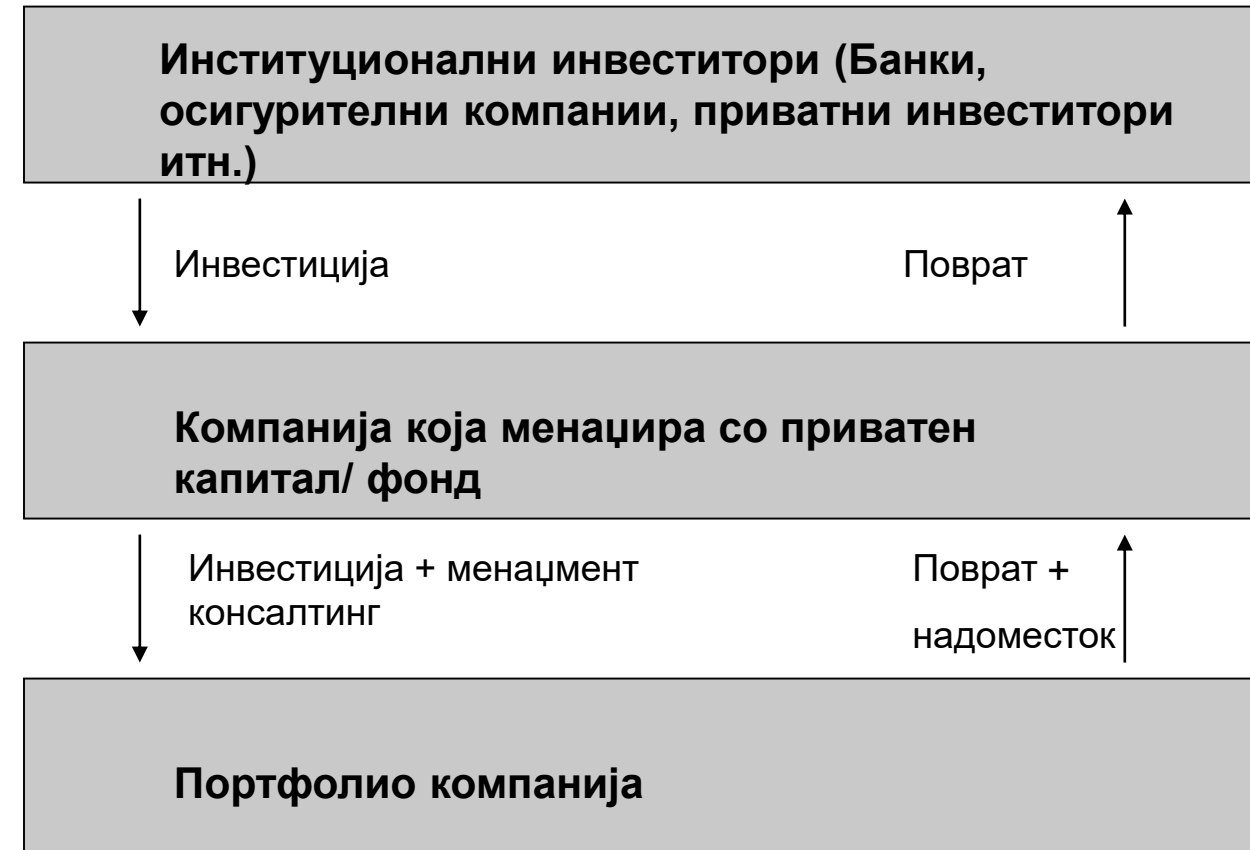 Институционални инвеститори (Банки,
осигурителни компании, приватни инвеститори
итн.)
Инвестиција
Поврат
Компанија која менаџира со приватен
капитал/ фонд
Инвестиција + менаџмент
консалтинг
Поврат +
надоместок
Портфолио компанија